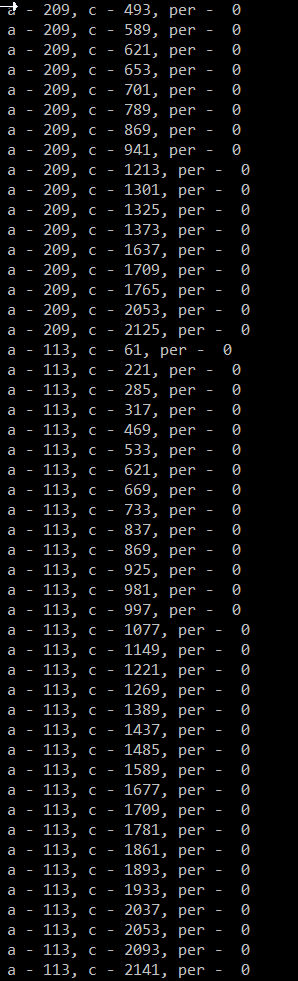 a - 209, c - 493, per -  0
a - 209, c - 589, per -  0
a - 209, c - 621, per -  0
a - 209, c - 653, per -  0
a - 209, c - 701, per -  0
a - 209, c - 789, per -  0
a - 209, c - 869, per -  0
a - 209, c - 941, per -  0
a - 209, c - 1213, per -  0
a - 209, c - 1301, per -  0
a - 209, c - 1325, per -  0
a - 209, c - 1373, per -  0
a - 209, c - 1637, per -  0
a - 209, c - 1709, per -  0
a - 209, c - 1765, per -  0
a - 209, c - 2053, per -  0
a - 209, c - 2125, per -  0
a - 113, c - 61, per -  0
a - 113, c - 221, per -  0
a - 113, c - 285, per -  0
a - 113, c - 317, per -  0
a - 113, c - 469, per -  0
a - 113, c - 533, per -  0
a - 113, c - 621, per -  0
a - 113, c - 669, per -  0
a - 113, c - 733, per -  0
a - 113, c - 837, per -  0
a - 113, c - 869, per -  0
a - 113, c - 925, per -  0
a - 113, c - 981, per -  0
a - 113, c - 997, per -  0
a - 113, c - 1077, per -  0
a - 113, c - 1149, per -  0
a - 113, c - 1221, per -  0
a - 113, c - 1269, per -  0
a - 113, c - 1389, per -  0
a - 113, c - 1437, per -  0
a - 113, c - 1485, per -  0
a - 113, c - 1589, per -  0
a - 113, c - 1677, per -  0
a - 113, c - 1709, per -  0
a - 113, c - 1781, per -  0
a - 113, c - 1861, per -  0
a - 113, c - 1893, per -  0
a - 113, c - 1933, per -  0
a - 113, c - 2037, per -  0
a - 113, c - 2053, per -  0
a - 113, c - 2093, per -  0
a - 113, c - 2141, per -  0